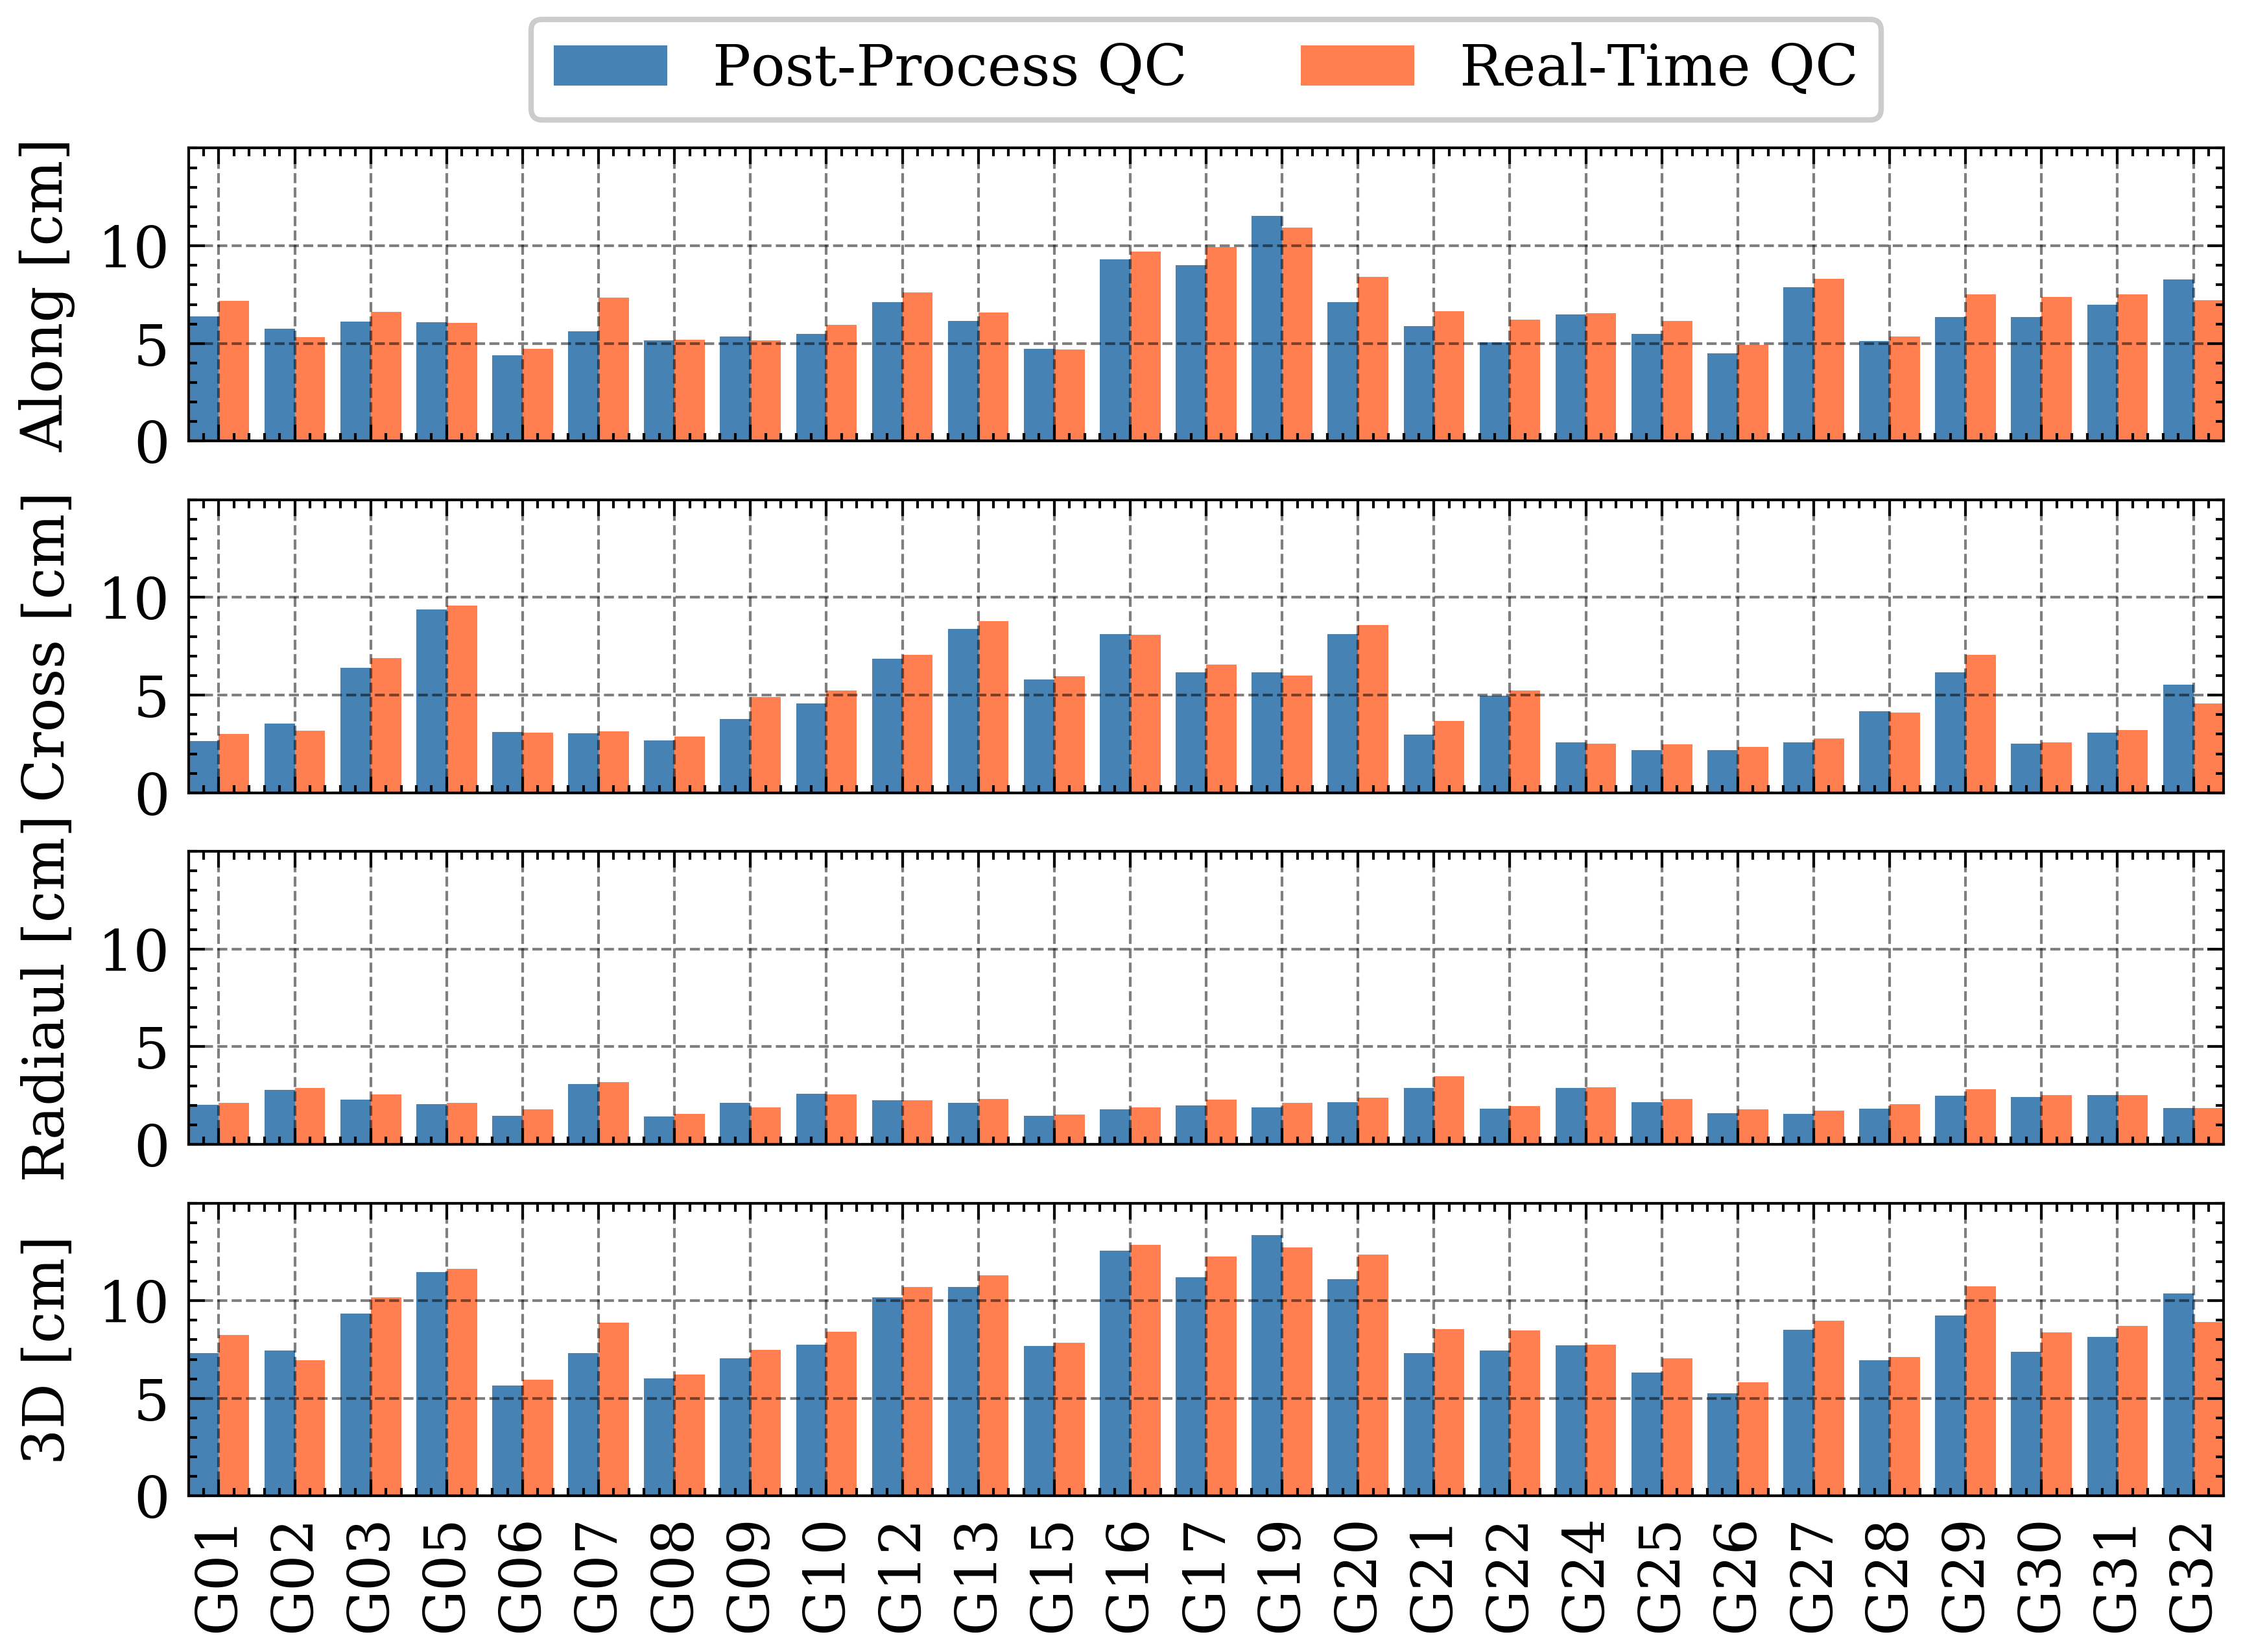 Post-Process QC Real-Time QC
Along [cm]
10
5
0
Cross [cm]
10
5
0
Radiaul [cm]
10
5
0
3D [cm]
10
5
0
G01 G02 G03 G05 G06 G07 G08 G09 G10 G12 G13 G15 G16 G17 G19 G20 G21 G22 G24 G25 G26 G27 G28 G29 G30 G31 G32